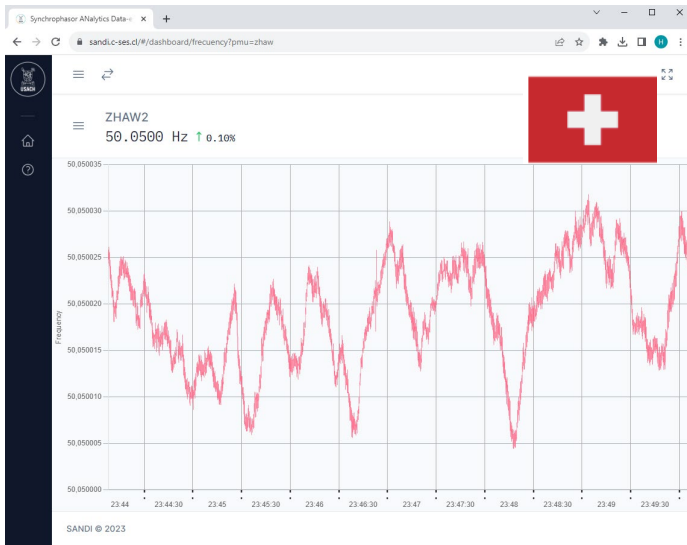 Synchrophasor ANalytics Data-
sandi.c-ses.cl/#/dashboard/frecuency?pmu=zhaw
H
USACH
ZHAW2
50.0500 Hz ↑ 0.10%
Frequency
50,050035
50,050030
50,050025
50,050020
50,050015
50,050010
50,050005
50,050000
23:44 23:44:30 23:45 23:45:30 23:46 23:46:30 23:47 23:47:30 23:48 23:48:30 23:49 23:49:30
SANDI © 2023